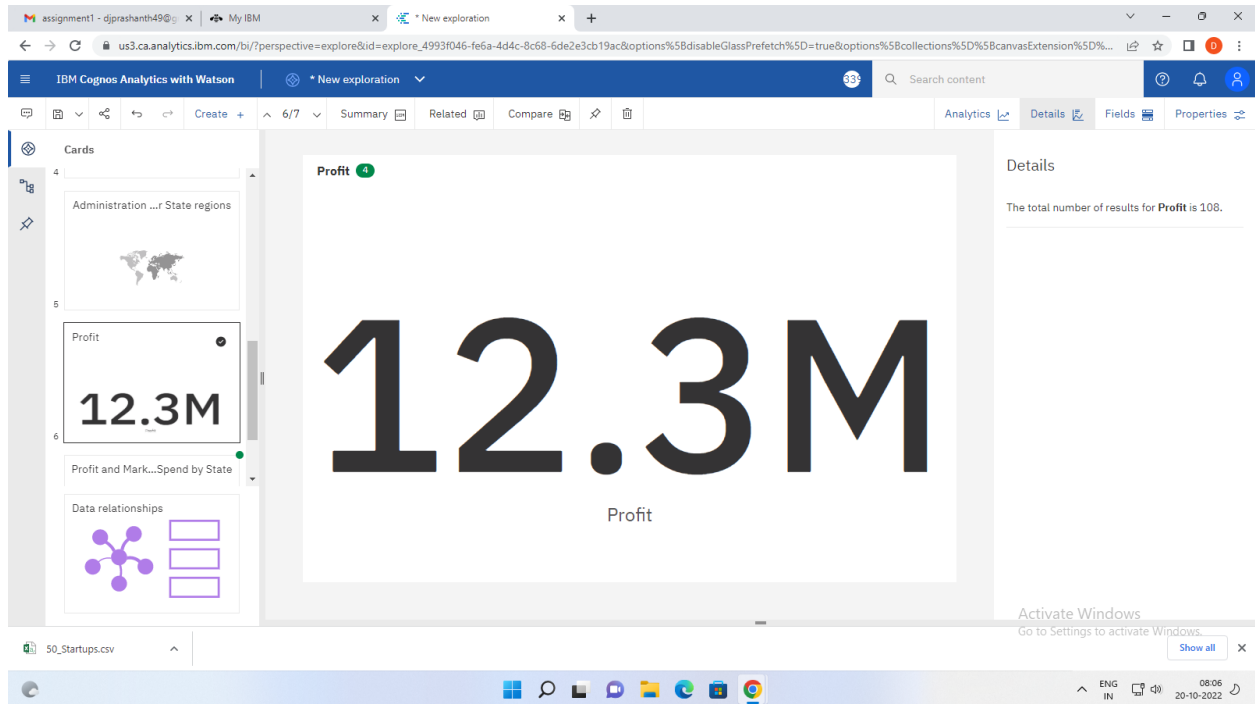 assignment1 - djprashanth49@g
My IBM
* New exploration
us3.ca.analytics.ibm.com/bi/?perspective=explore&id=explore_4993f046-fe6a-4d4c-8c68-6de2e3cb19ac&options%5BdisableGlassPrefetch%5D=true&options%5Bcollections%5D%5BcanvasExtension%5D%...
D
IBM Cognos Analytics with Watson
* New exploration
339
Search content
Create +
6/7
Summary
Related
Compare
Analytics
Details
Fields
Properties
Cards
4
Administration ...r State regions
5
Profit
12.3M
Profit
6
Profit and Mark...Spend by State
Data relationships
Profit 4
12.3M
Profit
Details
The total number of results for Profit is 108.
Activate Windows
Go to Settings to activate Windows.
50_Startups.csv
Show all
ENG
IN
08:06
20-10-2022